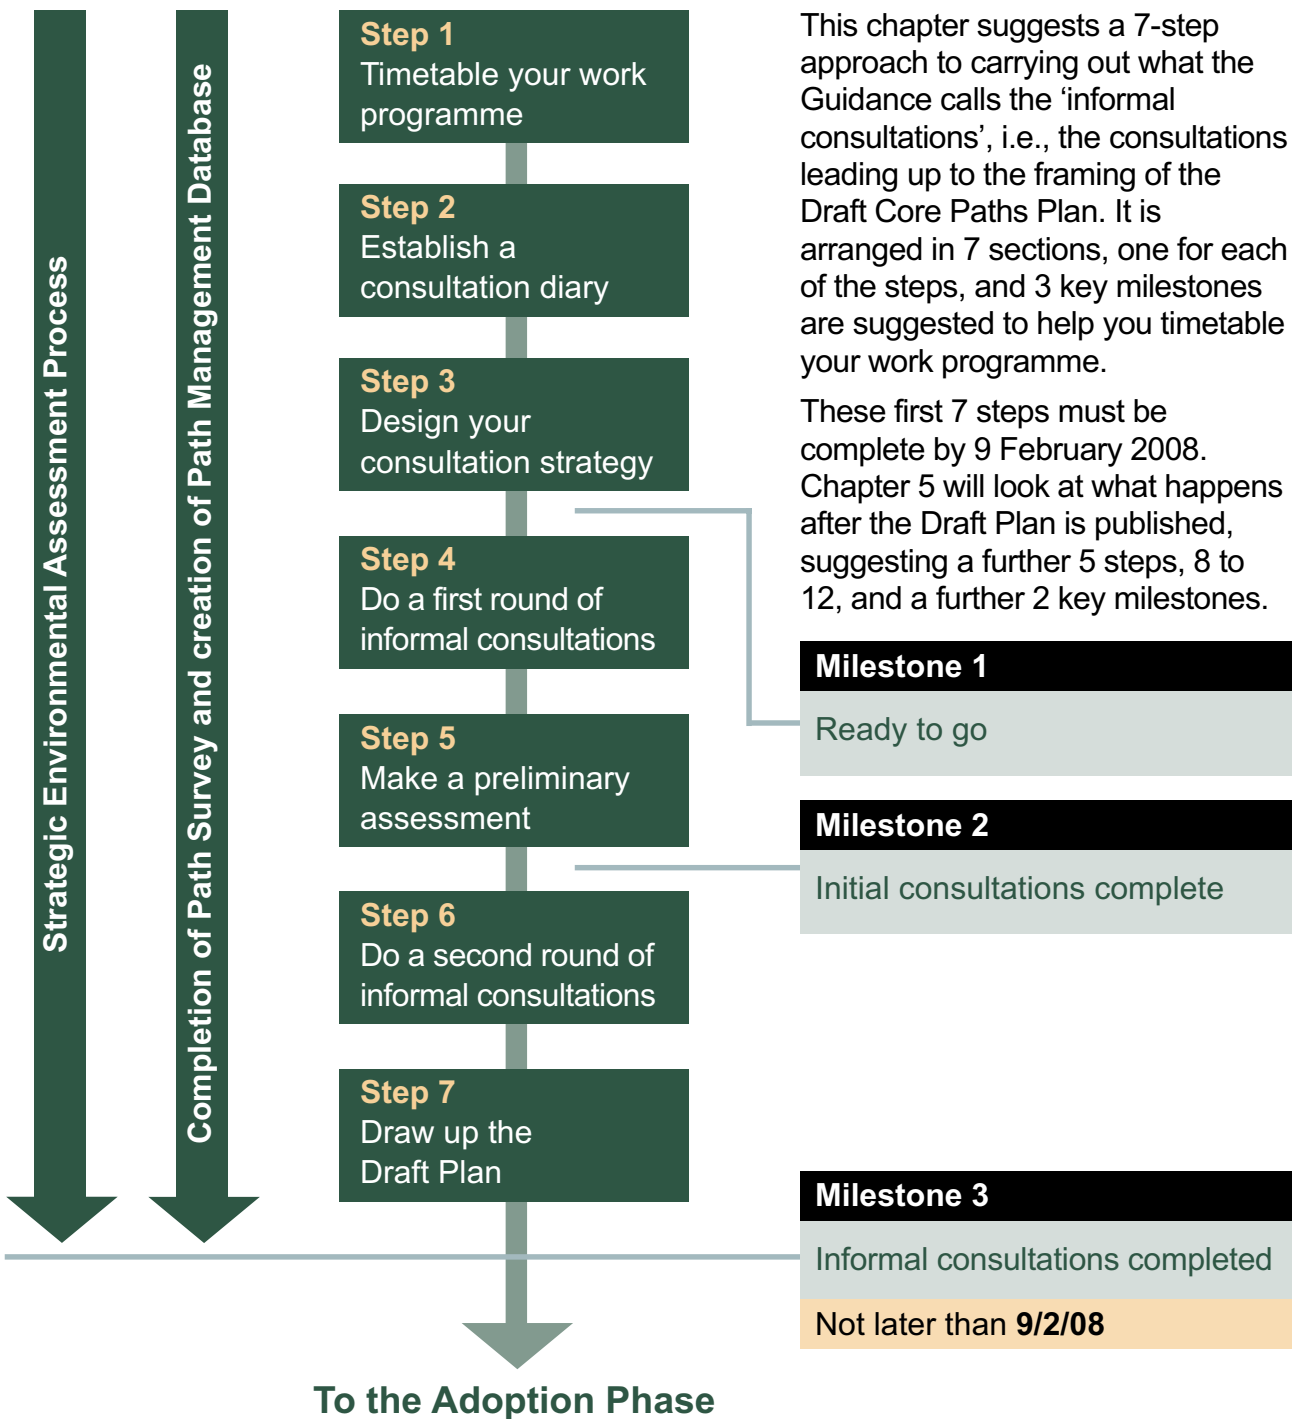 Strategic Environmental Assessment Process
Completion of Path Survey and creation of Path Management Database
Step 1
Timetable your work
programme
Step 2
Establish a
consultation diary
Step 3
Design your
consultation strategy
Step 4
Do a first round of
informal consultations
Step 5
Make a preliminary
assessment
Step 6
Do a second round of
informal consultations
Step 7
Draw up the
Draft Plan
To the Adoption Phase
This chapter suggests a 7-step
approach to carrying out what the
Guidance calls the ‘informal
consultations’, i.e., the consultations
leading up to the framing of the
Draft Core Paths Plan. It is
arranged in 7 sections, one for each
of the steps, and 3 key milestones
are suggested to help you timetable
your work programme.
These first 7 steps must be
complete by 9 February 2008.
Chapter 5 will look at what happens
after the Draft Plan is published,
suggesting a further 5 steps, 8 to
12, and a further 2 key milestones.
Milestone 1
Ready to go
Milestone 2
Initial consultations complete
Milestone 3
Informal consultations completed
Not later than 9/2/08